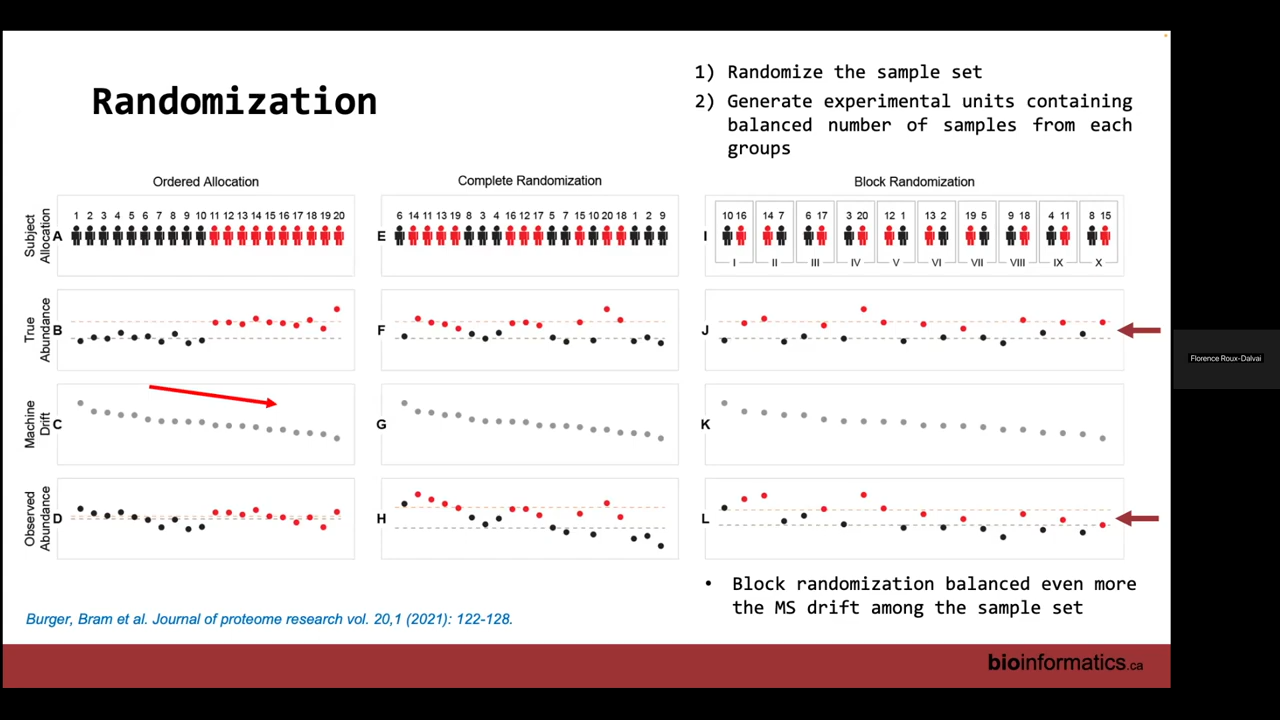 Randomization
1) Randomize the sample set
2) Generate experimental units containing
balanced number of samples from each
groups
Ordered Allocation
Complete Randomization
Block Randomization
Subject
Allocation
A
1 2 3 4 5 6 7 8 9 10 11 12 13 14 15 16 17 18 19 20
E
6 14 11 13 19 8 3 4 16 12 17 5 7 15 10 20 18 1 2 9
I
10 16 14 7 6 17 3 20 12 1 13 2 19 5 9 18 4 11 8 15
I II III IV V VI VII VIII IX X
True
Abundance
B
F
J
Machine
Drift
C
G
K
Observed
Abundance
D
H
L
• Block randomization balanced even more
the MS drift among the sample set
Burger, Bram et al. Journal of proteome research vol. 20,1 (2021): 122-128.
bioinformatics.ca
Florence Roux-Dalvai